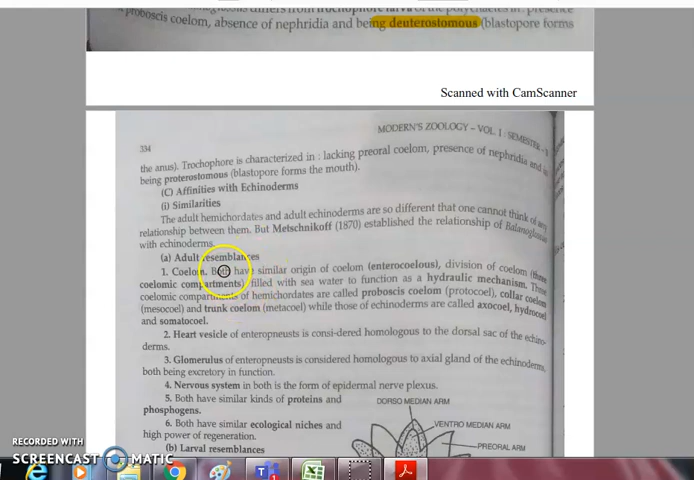 proboscis coelom, absence of nephridia and being deuterostomous (blastopore forms
Scanned with CamScanner
334
MODERN'S ZOOLOGY – VOL. 1 : SEMESTER -
the anus). Trochophore is characterized in : lacking preoral coelom, presence of nephridia and
being proterostomous (blastopore forms the mouth).
(C) Affinities with Echinoderms
(i) Similarities
The adult hemichordates and adult echinoderms are so different that one cannot think of any
relationship between them. But Metschnikoff (1870) established the relationship of Balanoglossus
with echinoderms.
(a) Adult resemblances
1. Coelom. Both have similar origin of coelom (enterocoelous), division of coelom (three
coelomic compartments) filled with sea water to function as a hydraulic mechanism. Three
coelomic compartments of hemichordates are called proboscis coelom (protocoel), collar coelom
(mesocoel) and trunk coelom (metacoel) while those of echinoderms are called axocoel, hydrocoel
and somatocoel.
2. Heart vesicle of enteropneusts is consi-dered homologous to the dorsal sac of the echino-
derms.
3. Glomerulus of enteropneusts is considered homologous to axial gland of the echinoderm,
both being excretory in function.
4. Nervous system in both is the form of epidermal nerve plexus.
5. Both have similar kinds of proteins and
phosphogens.
6. Both have similar ecological niches and
high power of regeneration.
(b) Larval resemblances
DORSO MEDIAN ARM
VENTRO MEDIAN ARM
PREORAL ARM
RECORDED WITH
SCREENCAST MATIC